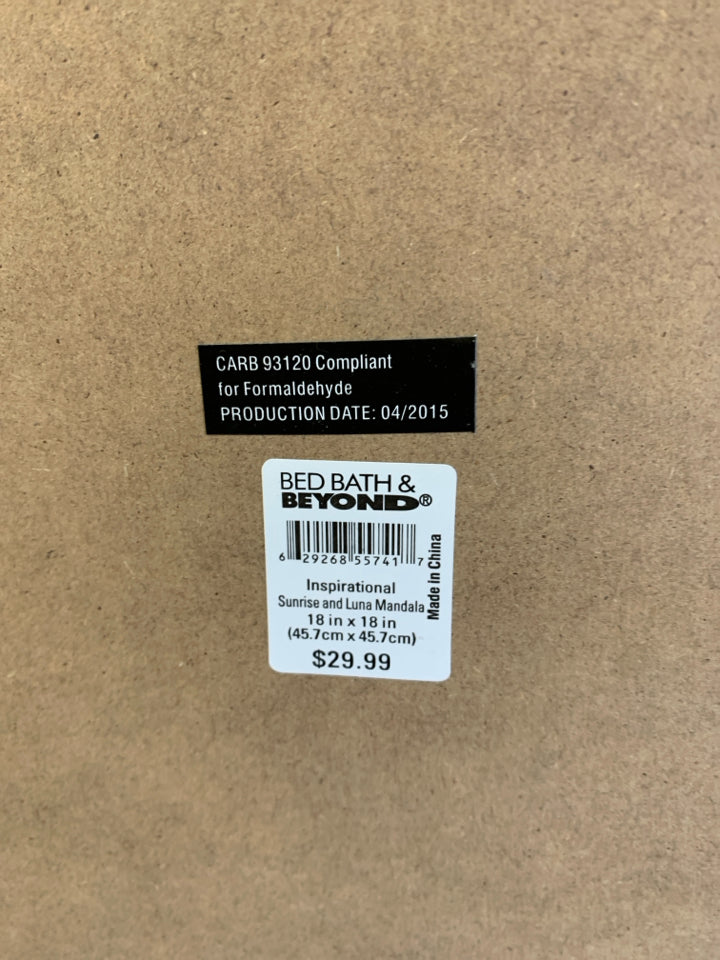 CARB 93120 Compliant
for Formaldehyde
PRODUCTION DATE: 04/2015
BED BATH &
BEYOND®
6 29268 55741 7
Made in China
Inspirational
Sunrise and Luna Mandala
18 in x 18 in
(45.7cm x 45.7cm)
$29.99